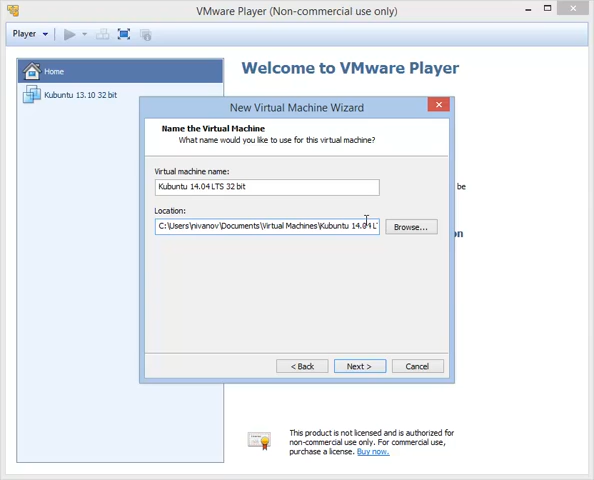 VMware Player (Non-commercial use only)
Player
Home
Kubuntu 13.10 32 bit
Welcome to VMware Player
New Virtual Machine Wizard
Name the Virtual Machine
What name would you like to use for this virtual machine?
Virtual machine name:
Kubuntu 14.04 LTS 32 bit
Location:
C:\Users\nivanov\Documents\Virtual Machines\Kubuntu 14.04 L
Browse...
be
on
< Back
Next >
Cancel
This product is not licensed and is authorized for
non-commercial use only. For commercial use,
purchase a license. Buy now.